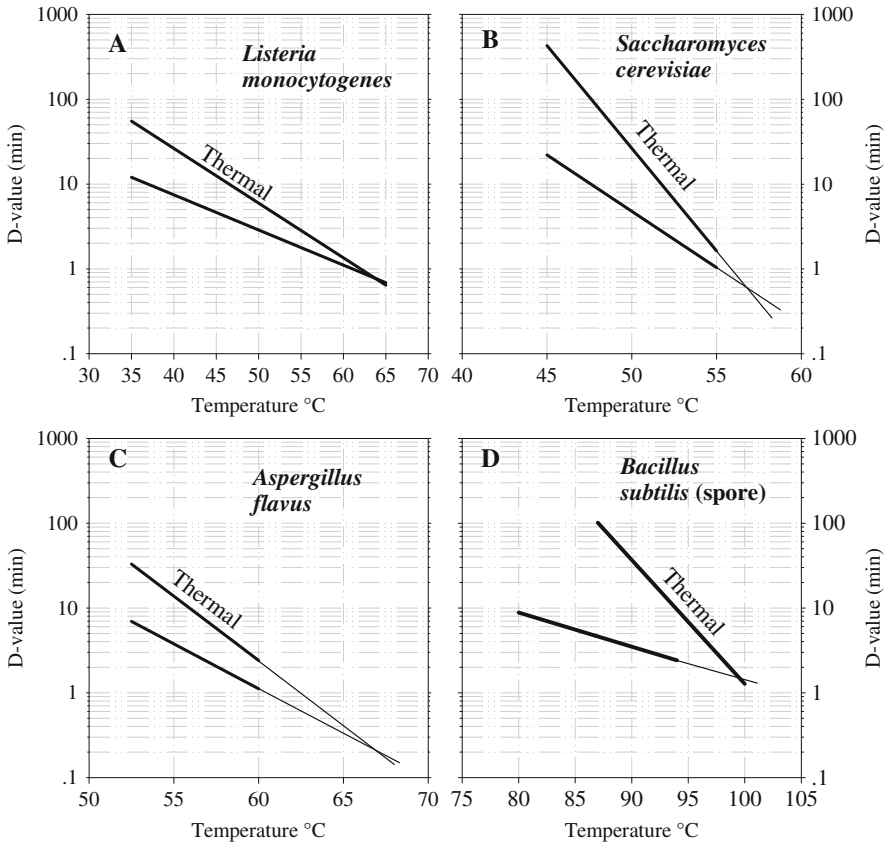 A
Listeria
monocytogenes
Thermal
D-value (min)
1000
100
10
1
.1
30 35 40 45 50 55 60 65 70
Temperature °C
B
Saccharomyces
cerevisiae
Thermal
D-value (min)
1000
100
10
1
.1
40 45 50 55 60
Temperature °C
C
Aspergillus
flavus
Thermal
D-value (min)
1000
100
10
1
.1
50 55 60 65 70
Temperature °C
D
Bacillus
subtilis (spore)
Thermal
D-value (min)
1000
100
10
1
.1
75 80 85 90 95 100 105
Temperature °C